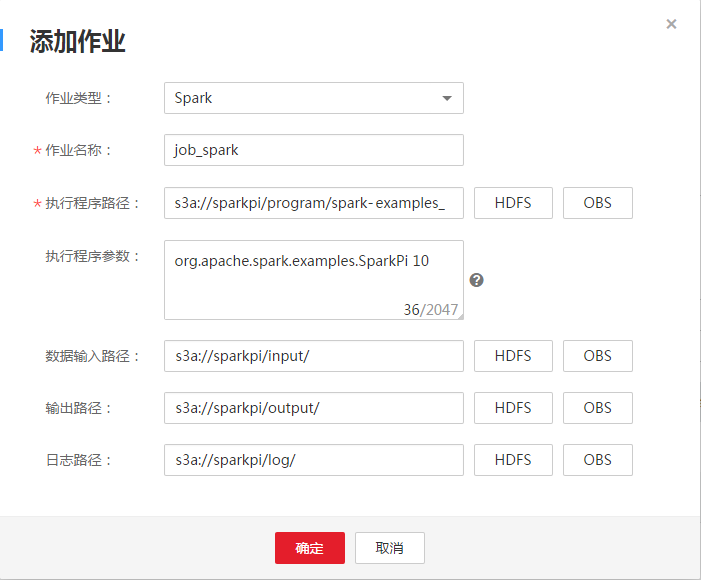 添加作业
×
作业类型： Spark
* 作业名称： job_spark
* 执行程序路径： s3a://sparkpi/program/spark-examples_ HDFS OBS
执行程序参数： org.apache.spark.examples.SparkPi 10
?
36/2047
数据输入路径： s3a://sparkpi/input/ HDFS OBS
输出路径： s3a://sparkpi/output/ HDFS OBS
日志路径： s3a://sparkpi/log/ HDFS OBS
确定 取消